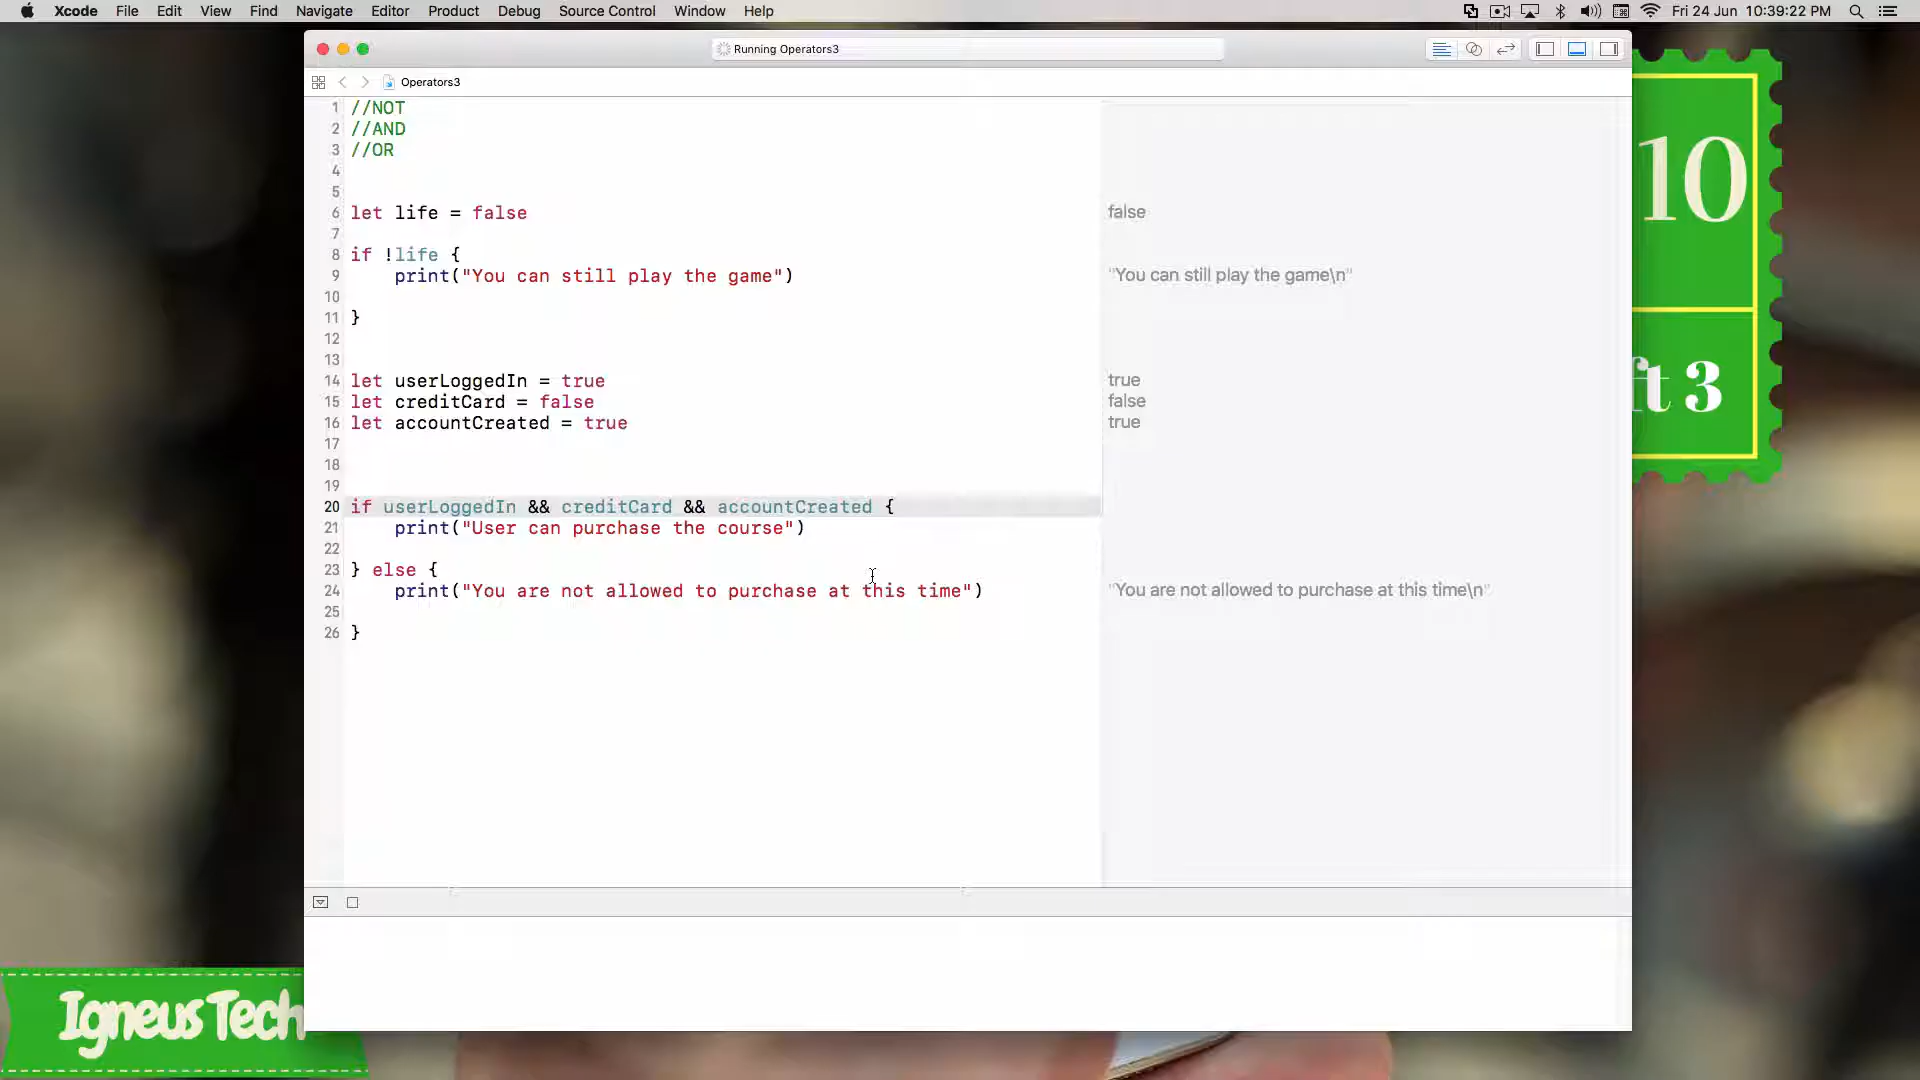 Xcode File Edit View Find Navigate Editor Product Debug Source Control Window Help
Fri 24 Jun 10:39:22 PM
Running Operators3
Operators3
1 //NOT
2 //AND
3 //OR
4
5
6 let life = false
false
7
8 if !life {
9 print("You can still play the game")
"You can still play the game\n"
10
11 }
12
13
14 let userLoggedIn = true
true
15 let creditCard = false
false
16 let accountCreated = true
true
17
18
19
20 if userLoggedIn && creditCard && accountCreated {
21 print("User can purchase the course")
22
23 } else {
24 print("You are not allowed to purchase at this time")
"You are not allowed to purchase at this time\n"
25
26 }
10
ft 3
Igneus Tech